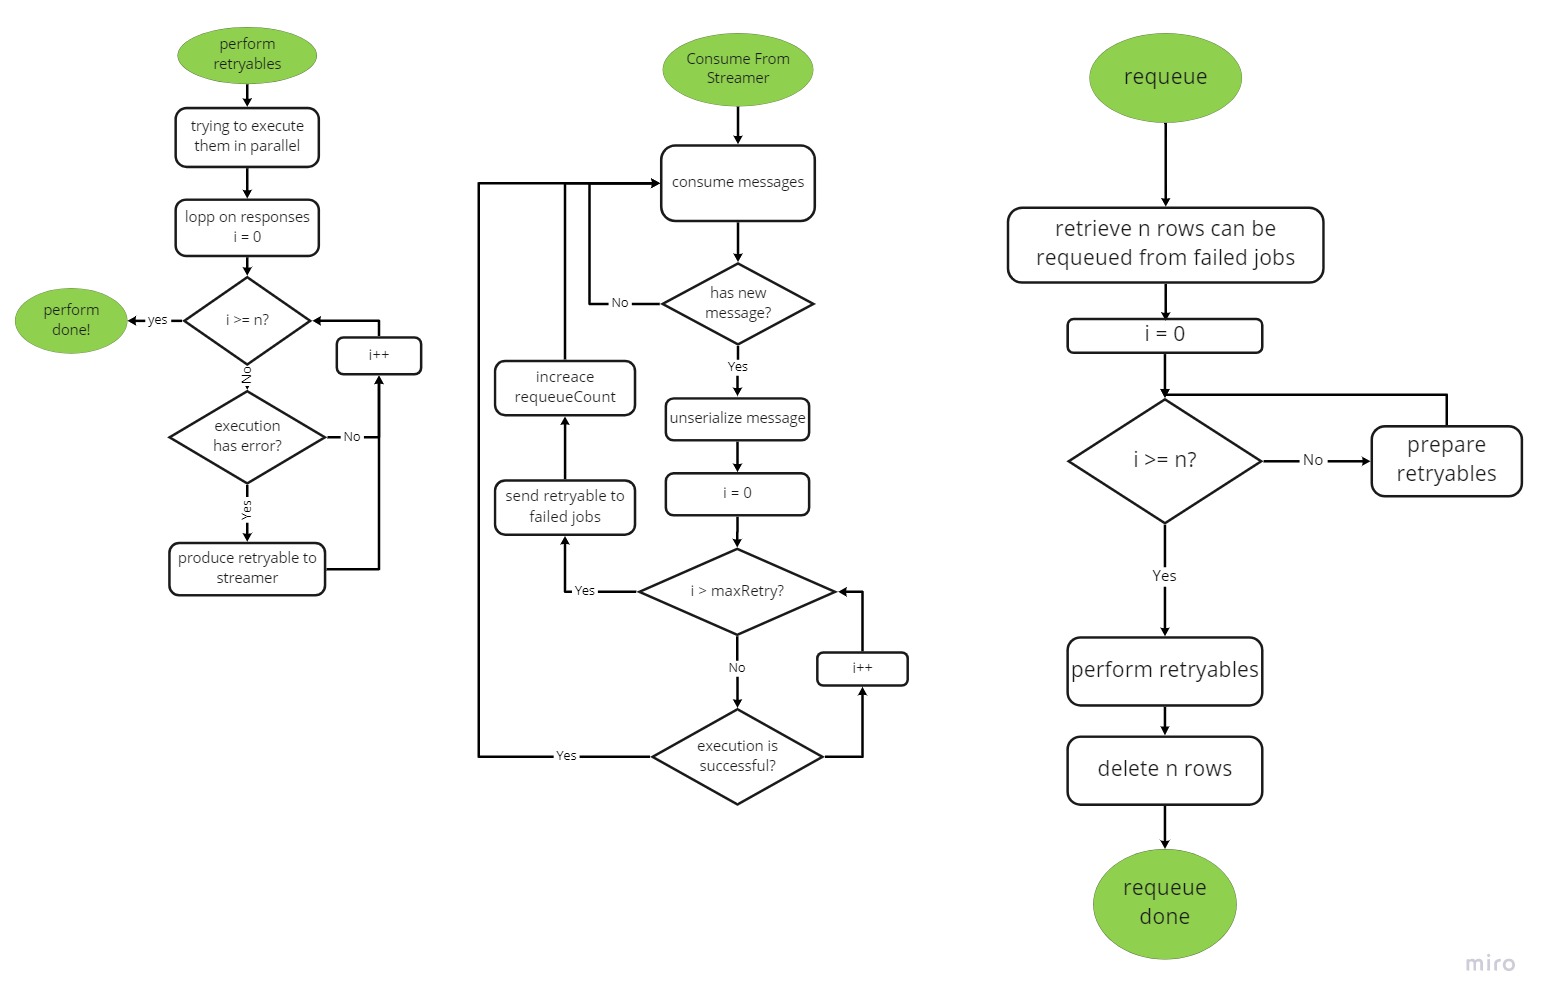 perform
retryables
trying to execute
them in parallel
lopp on responses
i = 0
i >= n?
yes
perform
done!
No
i++
execution
has error?
No
Yes
produce retryable to
streamer
Consume From
Streamer
consume messages
has new
message?
No
Yes
unserialize message
i = 0
i > maxRetry?
Yes
send retryable to
failed jobs
increace
requeueCount
No
i++
execution is
successful?
Yes
requeue
retrieve n rows can be
requeued from failed jobs
i = 0
i >= n?
No
prepare
retryables
Yes
perform retryables
delete n rows
requeue
done
miro